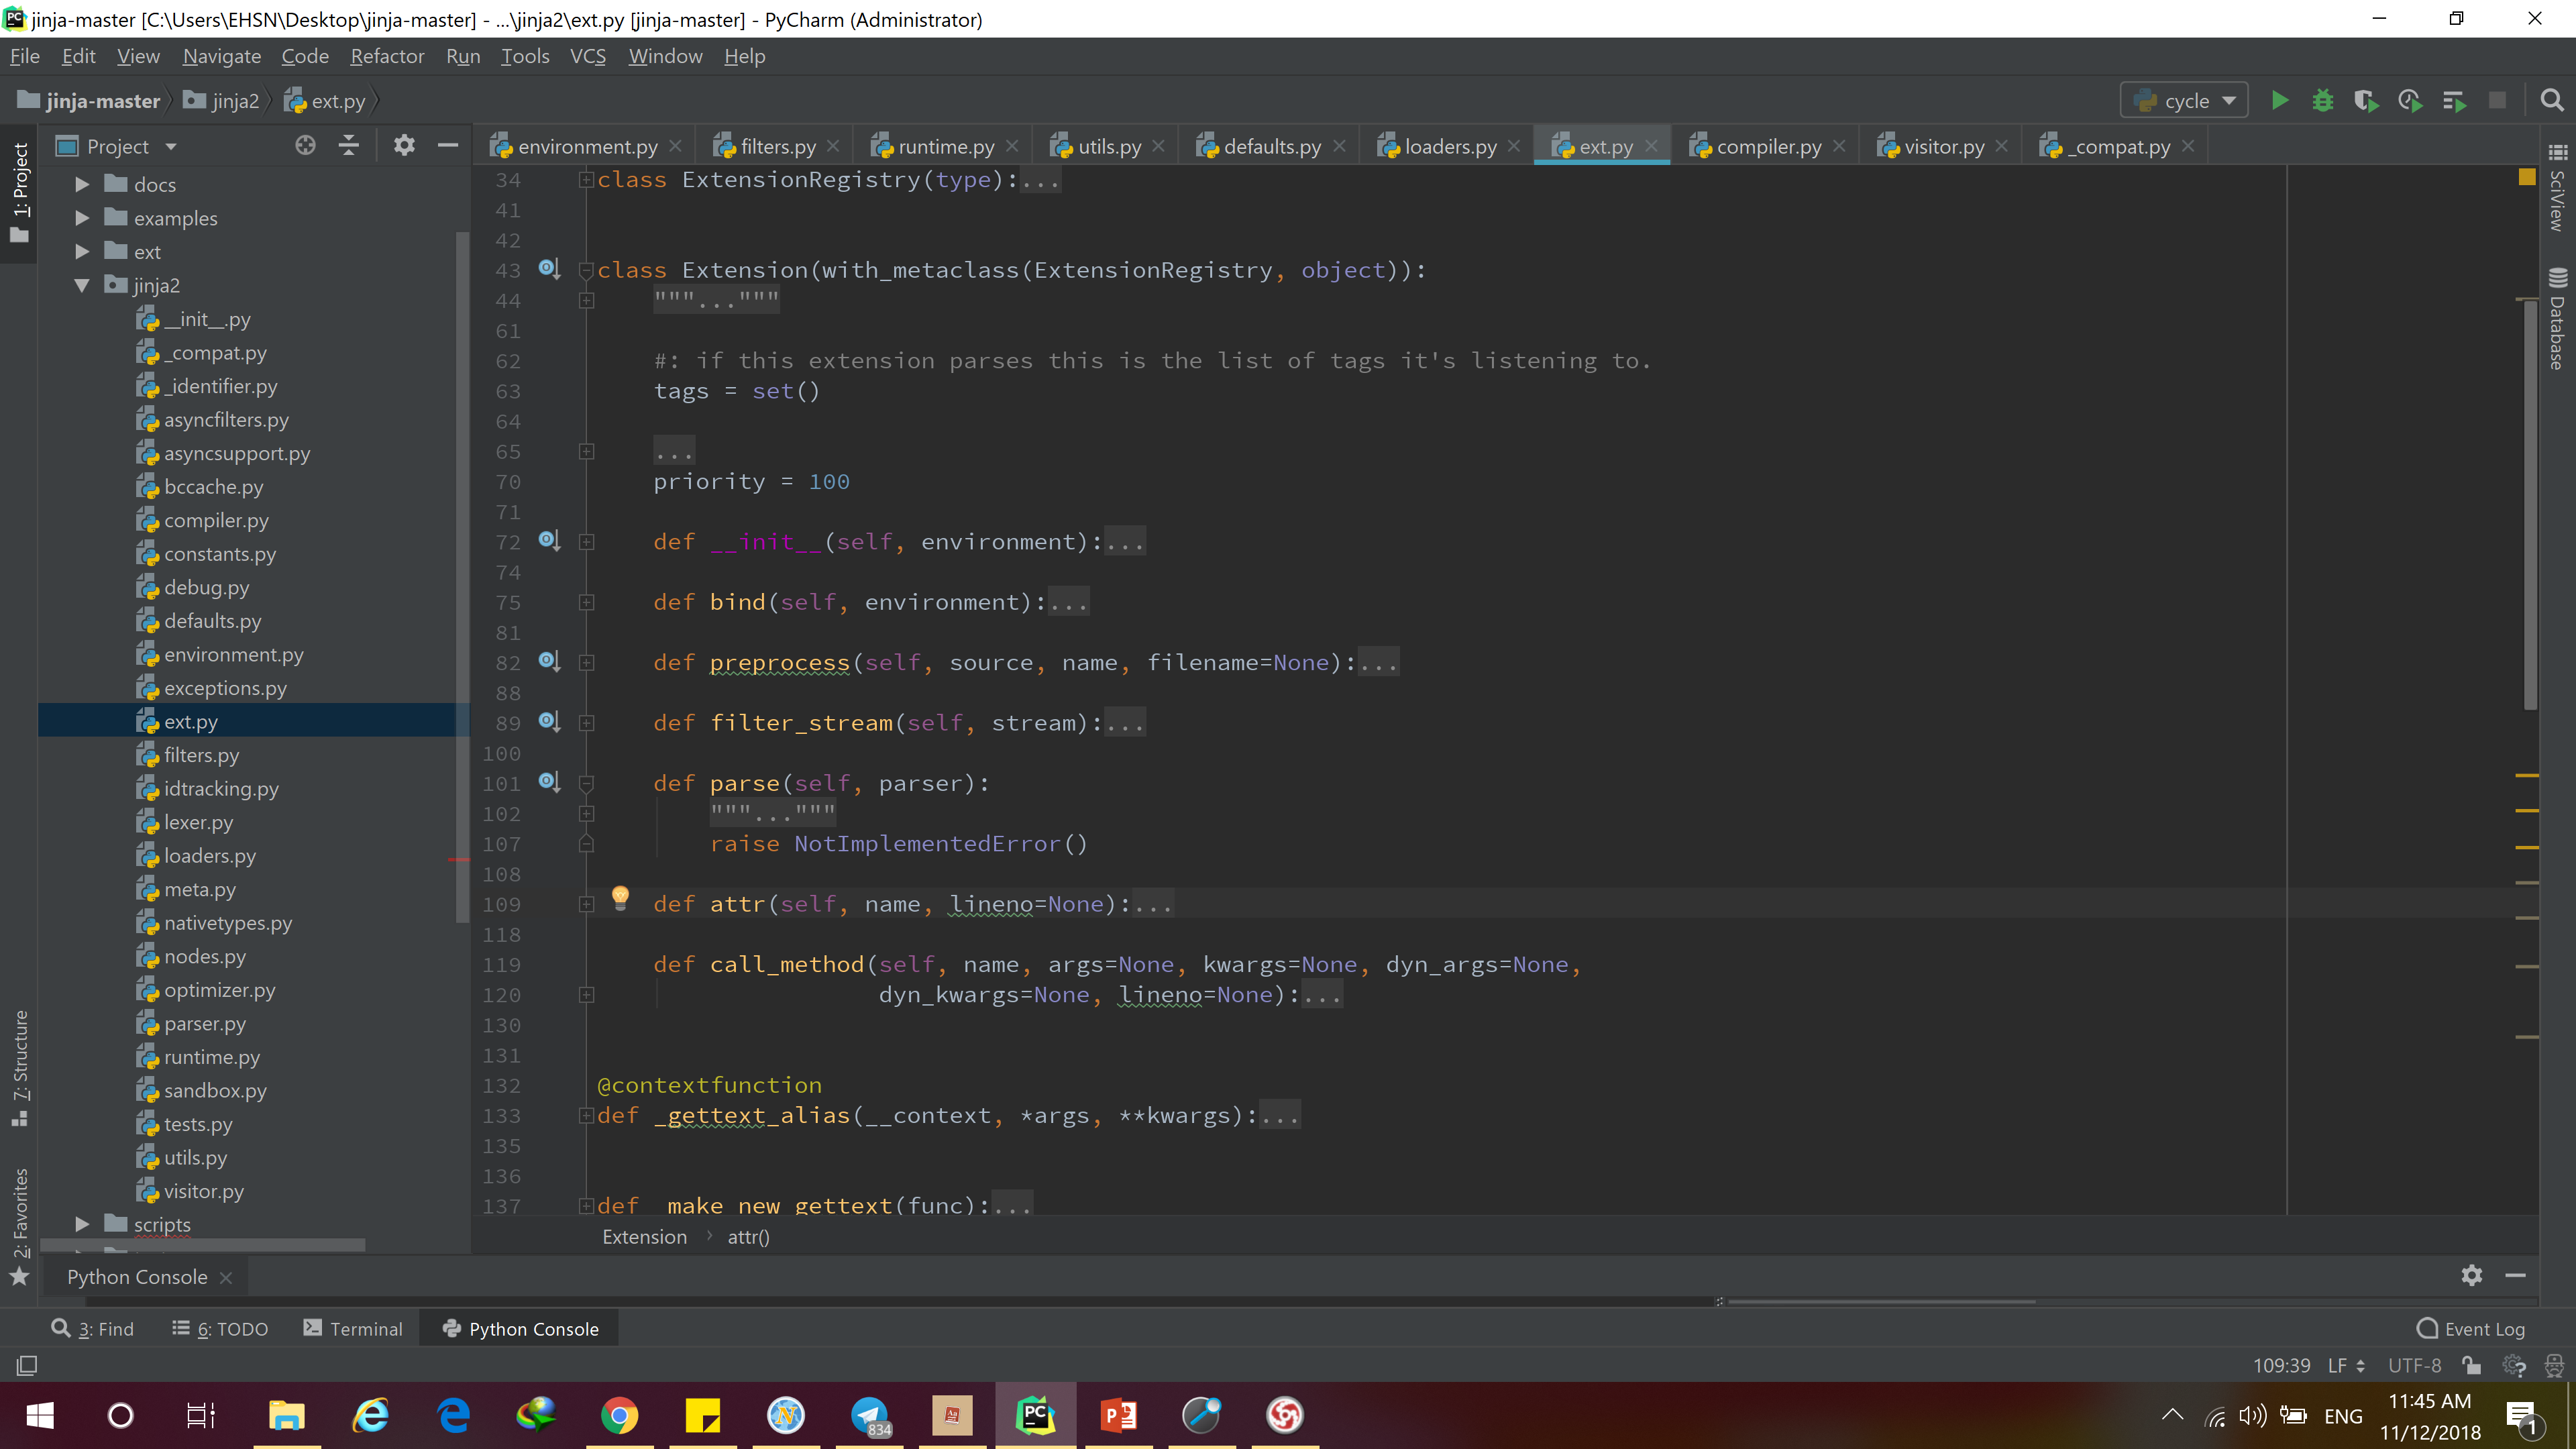 PC jinja-master [C:\Users\EHSN\Desktop\jinja-master] - ...\jinja2\ext.py [jinja-master] - PyCharm (Administrator)
File Edit View Navigate Code Refactor Run Tools VCS Window Help
jinja-master jinja2 ext.py cycle
1: Project
7: Structure
2: Favorites
Project
docs
examples
ext
jinja2
__init__.py
_compat.py
_identifier.py
asyncfilters.py
asyncsupport.py
bccache.py
compiler.py
constants.py
debug.py
defaults.py
environment.py
exceptions.py
ext.py
filters.py
idtracking.py
lexer.py
loaders.py
meta.py
nativetypes.py
nodes.py
optimizer.py
parser.py
runtime.py
sandbox.py
tests.py
utils.py
visitor.py
scripts
environment.py filters.py runtime.py utils.py defaults.py loaders.py ext.py compiler.py visitor.py _compat.py
34 class ExtensionRegistry(type):...
41
42
43 class Extension(with_metaclass(ExtensionRegistry, object)):
44 """..."""
61
62 #: if this extension parses this is the list of tags it's listening to.
63 tags = set()
64
65 ...
70 priority = 100
71
72 def __init__(self, environment):...
74
75 def bind(self, environment):...
81
82 def preprocess(self, source, name, filename=None):...
88
89 def filter_stream(self, stream):...
100
101 def parse(self, parser):
102 """..."""
107 raise NotImplementedError()
108
109 def attr(self, name, lineno=None):...
118
119 def call_method(self, name, args=None, kwargs=None, dyn_args=None,
120 dyn_kwargs=None, lineno=None):...
130
131
132 @contextfunction
133 def _gettext_alias(__context, *args, **kwargs):...
135
136
137 def _make_new_gettext(func):...
Extension attr()
SciView
Database
Python Console
3: Find 6: TODO Terminal Python Console Event Log
109:39 LF UTF-8
834 PC ENG 11:45 AM
11/12/2018 1